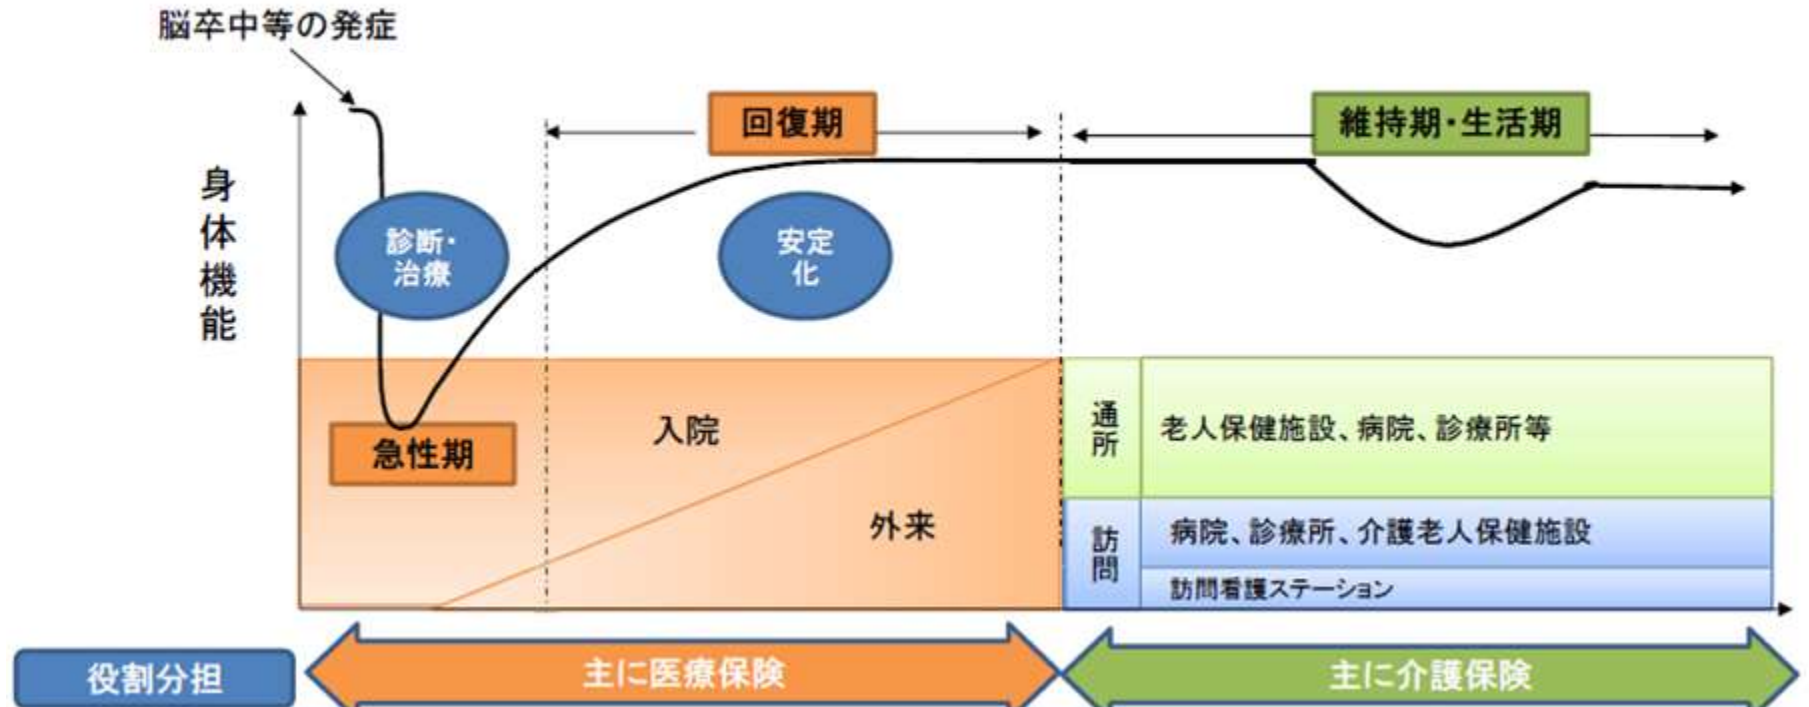 脳卒中等の発症
身体機能
回復期
維持期・生活期
診断・
治療
安定
化
急性期
入院
外来
通所
老人保健施設、病院、診療所等
訪問
病院、診療所、介護老人保健施設
訪問看護ステーション
役割分担
主に医療保険
主に介護保険